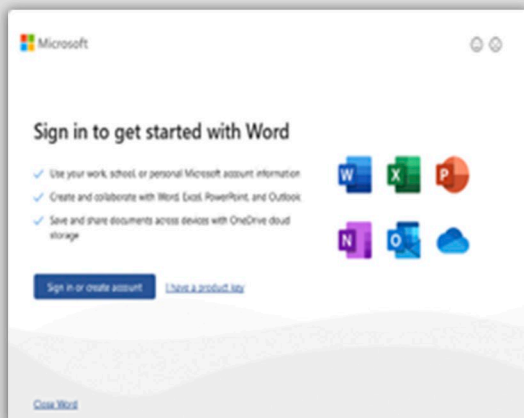 Microsoft
Sign in to get started with Word
Use your work, school, or personal Microsoft account information
Create and collaborate with Word, Excel, PowerPoint, and Outlook
Save and share documents across devices with OneDrive cloud
storage
W X P
N O
Sign in or create account I have a product key
Close Word